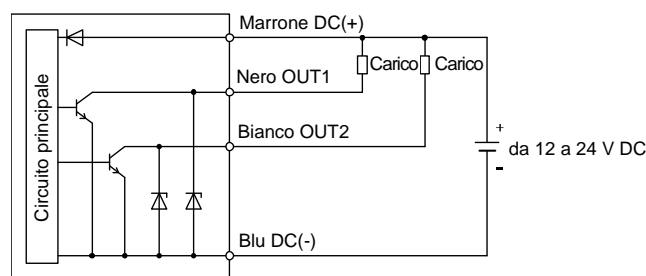 Marrone DC(+)
Carico
Carico
Nero OUT1
Bianco OUT2
Circuito principale
+
da 12 a 24 V DC
-
Blu DC(-)